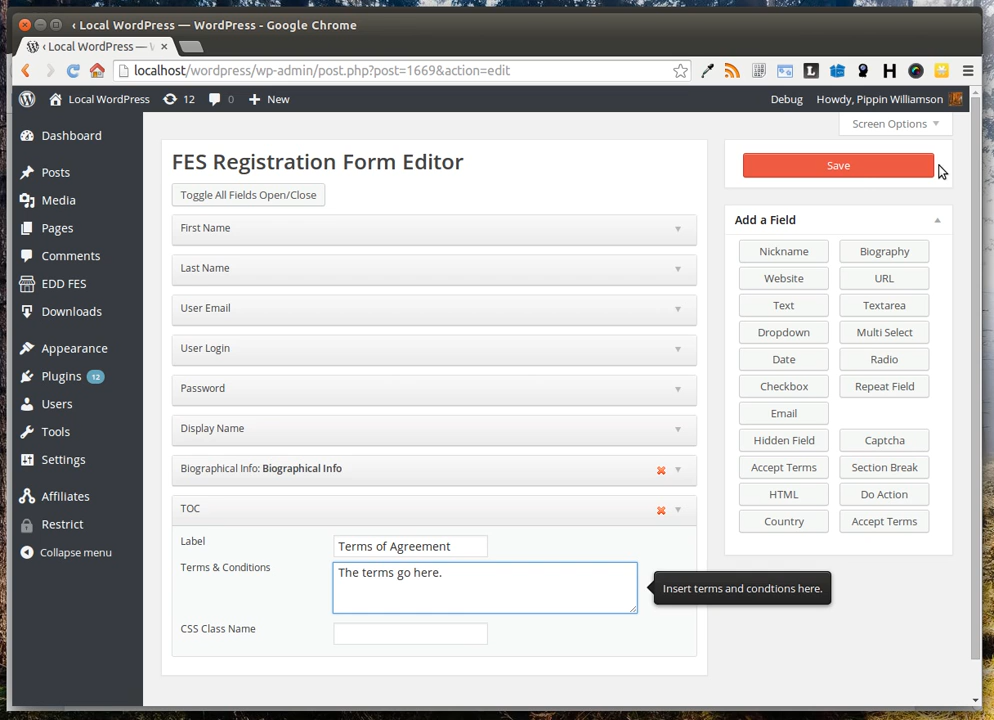 ‹ Local WordPress — WordPress - Google Chrome
‹ Local WordPress —
localhost/wordpress/wp-admin/post.php?post=1669&action=edit
Local WordPress 12 0 New Debug Howdy, Pippin Williamson
Screen Options
Dashboard
Posts
Media
Pages
Comments
EDD FES
Downloads
Appearance
Plugins 12
Users
Tools
Settings
Affiliates
Restrict
Collapse menu
FES Registration Form Editor
Toggle All Fields Open/Close
First Name
Last Name
User Email
User Login
Password
Display Name
Biographical Info: Biographical Info
TOC
Label Terms of Agreement
Terms & Conditions The terms go here.
Insert terms and condtions here.
CSS Class Name
Save
Add a Field
Nickname Biography
Website URL
Text Textarea
Dropdown Multi Select
Date Radio
Checkbox Repeat Field
Email
Hidden Field Captcha
Accept Terms Section Break
HTML Do Action
Country Accept Terms